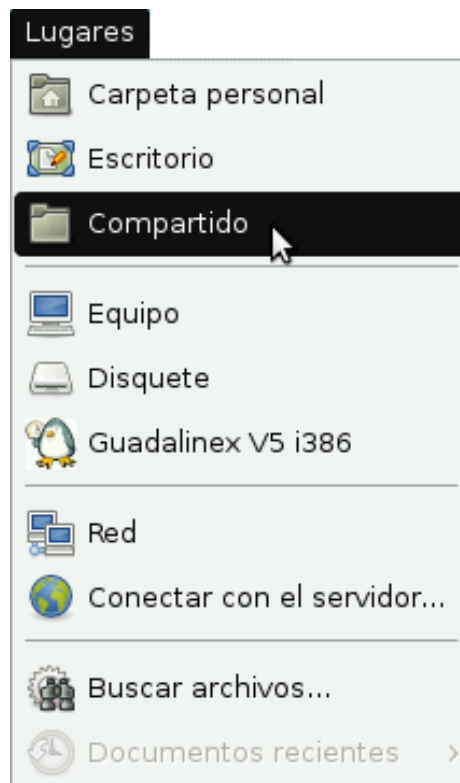 Lugares
Carpeta personal
Escritorio
Compartido
Equipo
Disquete
Guadalinex V5 i386
Red
Conectar con el servidor...
Buscar archivos...
Documentos recientes